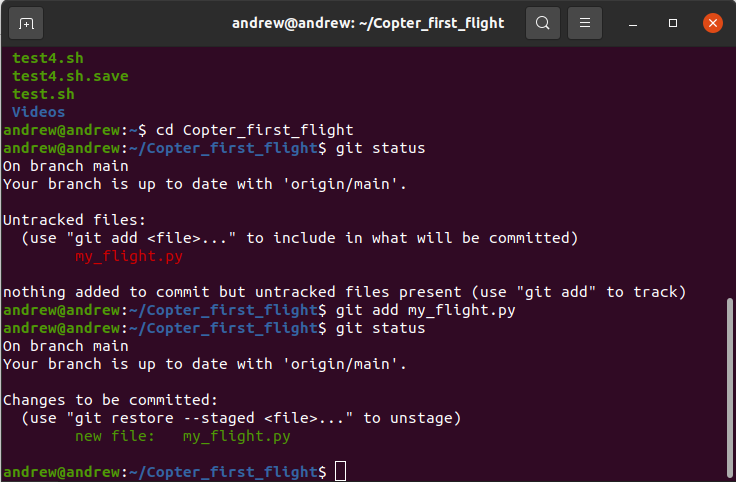 andrew@andrew: ~/Copter_first_flight
test4.sh
test4.sh.save
test.sh
Videos
andrew@andrew:~$ cd Copter_first_flight
andrew@andrew:~/Copter_first_flight$ git status
On branch main
Your branch is up to date with 'origin/main'.
Untracked files:
  (use "git add <file>..." to include in what will be committed)
        my_flight.py
nothing added to commit but untracked files present (use "git add" to track)
andrew@andrew:~/Copter_first_flight$ git add my_flight.py
andrew@andrew:~/Copter_first_flight$ git status
On branch main
Your branch is up to date with 'origin/main'.
Changes to be committed:
  (use "git restore --staged <file>..." to unstage)
        new file:   my_flight.py
andrew@andrew:~/Copter_first_flight$